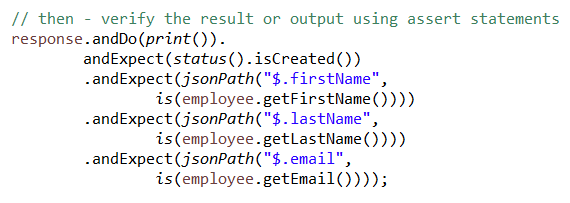 // then - verify the result or output using assert statements
response.andDo(print()).
andExpect(status().isCreated())
.andExpect(jsonPath("$.firstName",
is(employee.getFirstName())))
.andExpect(jsonPath("$.lastName",
is(employee.getLastName())))
.andExpect(jsonPath("$.email",
is(employee.getEmail())));